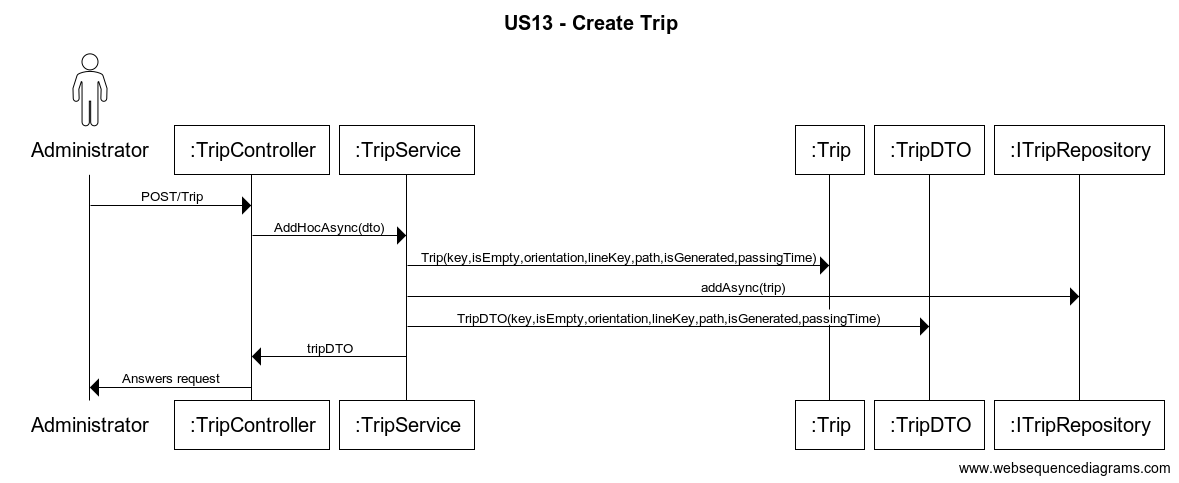 US13 - Create Trip
Administrator
:TripController
:TripService
:Trip
:TripDTO
:ITripRepository
POST/Trip
AddHocAsync(dto)
Trip(key,isEmpty,orientation,lineKey,path,isGenerated,passingTime)
addAsync(trip)
TripDTO(key,isEmpty,orientation,lineKey,path,isGenerated,passingTime)
tripDTO
Answers request
Administrator
:TripController
:TripService
:Trip
:TripDTO
:ITripRepository
www.websequencediagrams.com